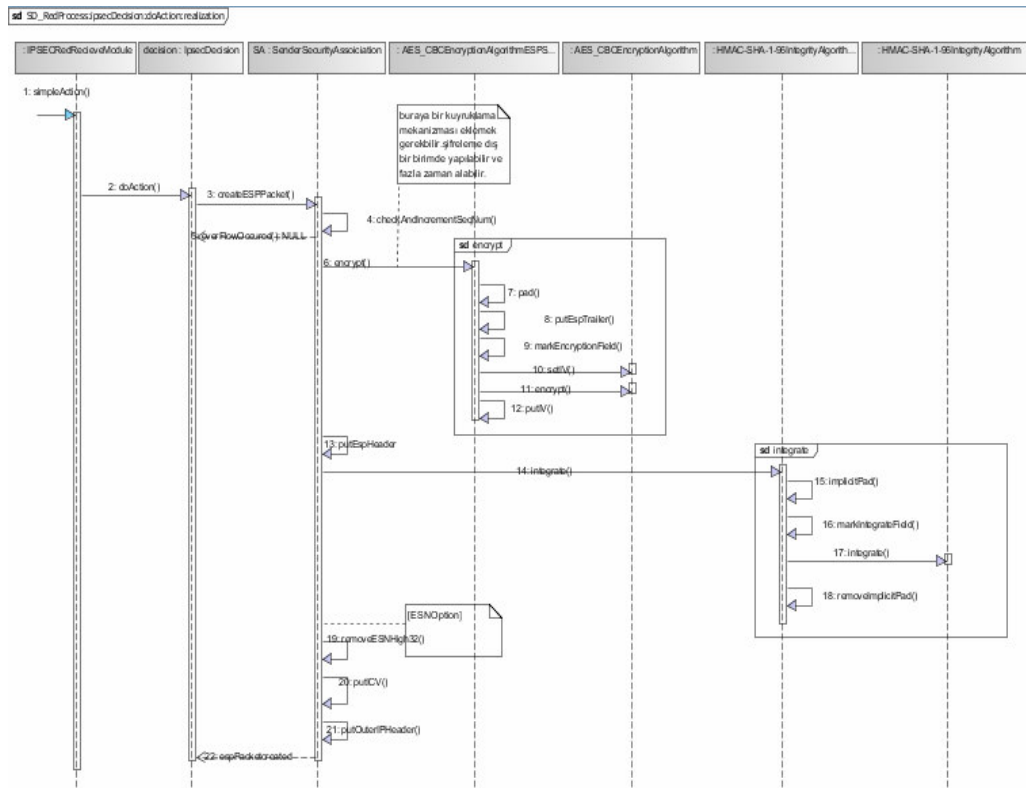 sd SD_RedProcess:ipsecDecision:doAction:realization
: IPSECRedRecieveModule
decision : IpsecDecision
SA : SenderSecurityAssoiciation
: AES_CBCEncryptionAlgorithmESPS...
: AES_CBCEncryptionAlgorithm
: HMAC-SHA-1-96IntegrityAlgorith...
: HMAC-SHA-1-96IntegrityAlgorithm
1: simpleAction()
buraya bir kuyruklama
mekanizması eklemek
gerekbilir.şifreleme dış
bir birimde yapılabilir ve
fazla zaman alabilir.
2: doAction()
3: createESPPacket()
4: checkAndIncrementSeqNum()
5: overFlowOccured() : NULL
sd encrypt
6: encrypt()
7: pad()
8: putEspTrailer()
9: markEncryptionField()
10: setIV()
11: encrypt()
12: putIV()
13: putEspHeader
sd integrate
14: integrate()
15: implicitPad()
16: markIntegrateField()
17: integrate()
18: removeImplicitPad()
[ESNOption]
19: removeESNHigh32()
20: putICV()
21: putOuterIPHeader()
22: espPacketcreated